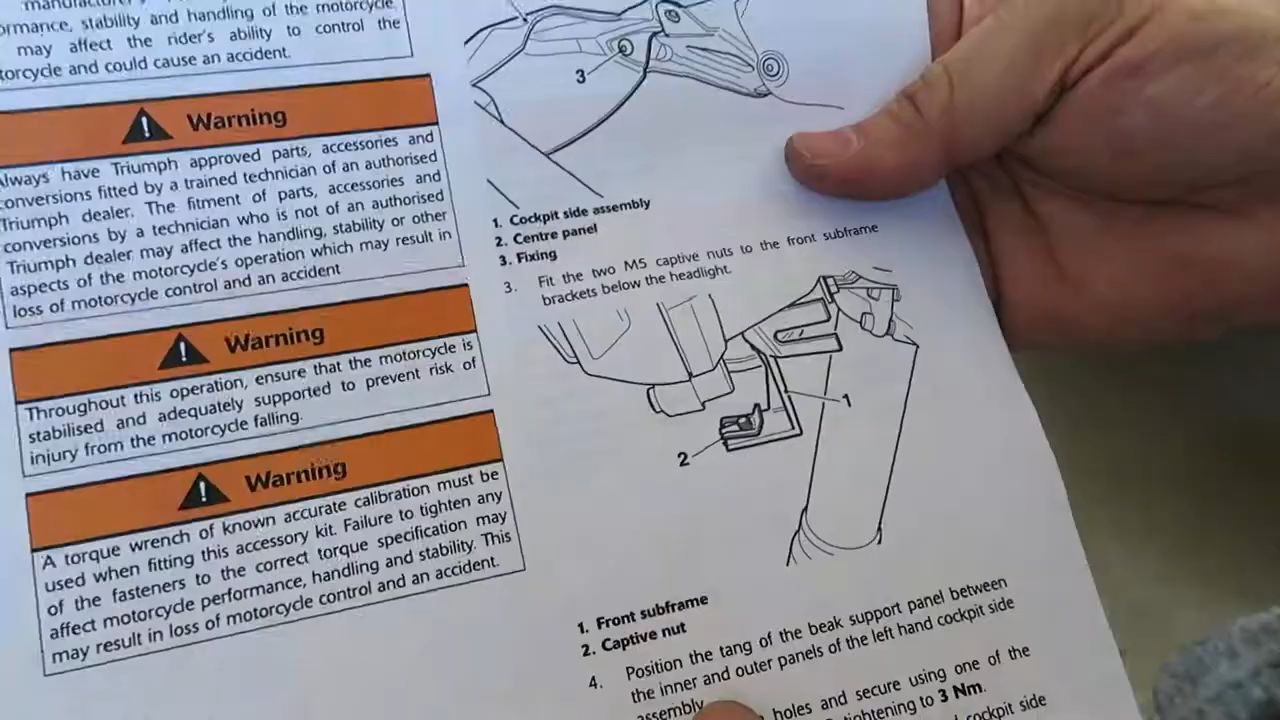 ormance, stability and handling of the motorcycle
may affect the rider's ability to control the
torcycle and could cause an accident.
Warning
Always have Triumph approved parts, accessories and
conversions fitted by a trained technician of an authorised
Triumph dealer. The fitment of parts, accessories and
conversions by a technician who is not of an authorised
Triumph dealer may affect the handling, stability or other
aspects of the motorcycle's operation which may result in
loss of motorcycle control and an accident
Warning
Throughout this operation, ensure that the motorcycle is
stabilised and adequately supported to prevent risk of
injury from the motorcycle falling.
Warning
A torque wrench of known accurate calibration must be
used when fitting this accessory kit. Failure to tighten any
of the fasteners to the correct torque specification may
affect motorcycle performance, handling and stability. This
may result in loss of motorcycle control and an accident.
3
1. Cockpit side assembly
2. Centre panel
3. Fixing
3. Fit the two M5 captive nuts to the front subframe
brackets below the headlight.
1
2
1. Front subframe
2. Captive nut
4. Position the tang of the beak support panel between
the inner and outer panels of the left hand cockpit side
assembly
holes and secure using one of the
tightening to 3 Nm.
cockpit side